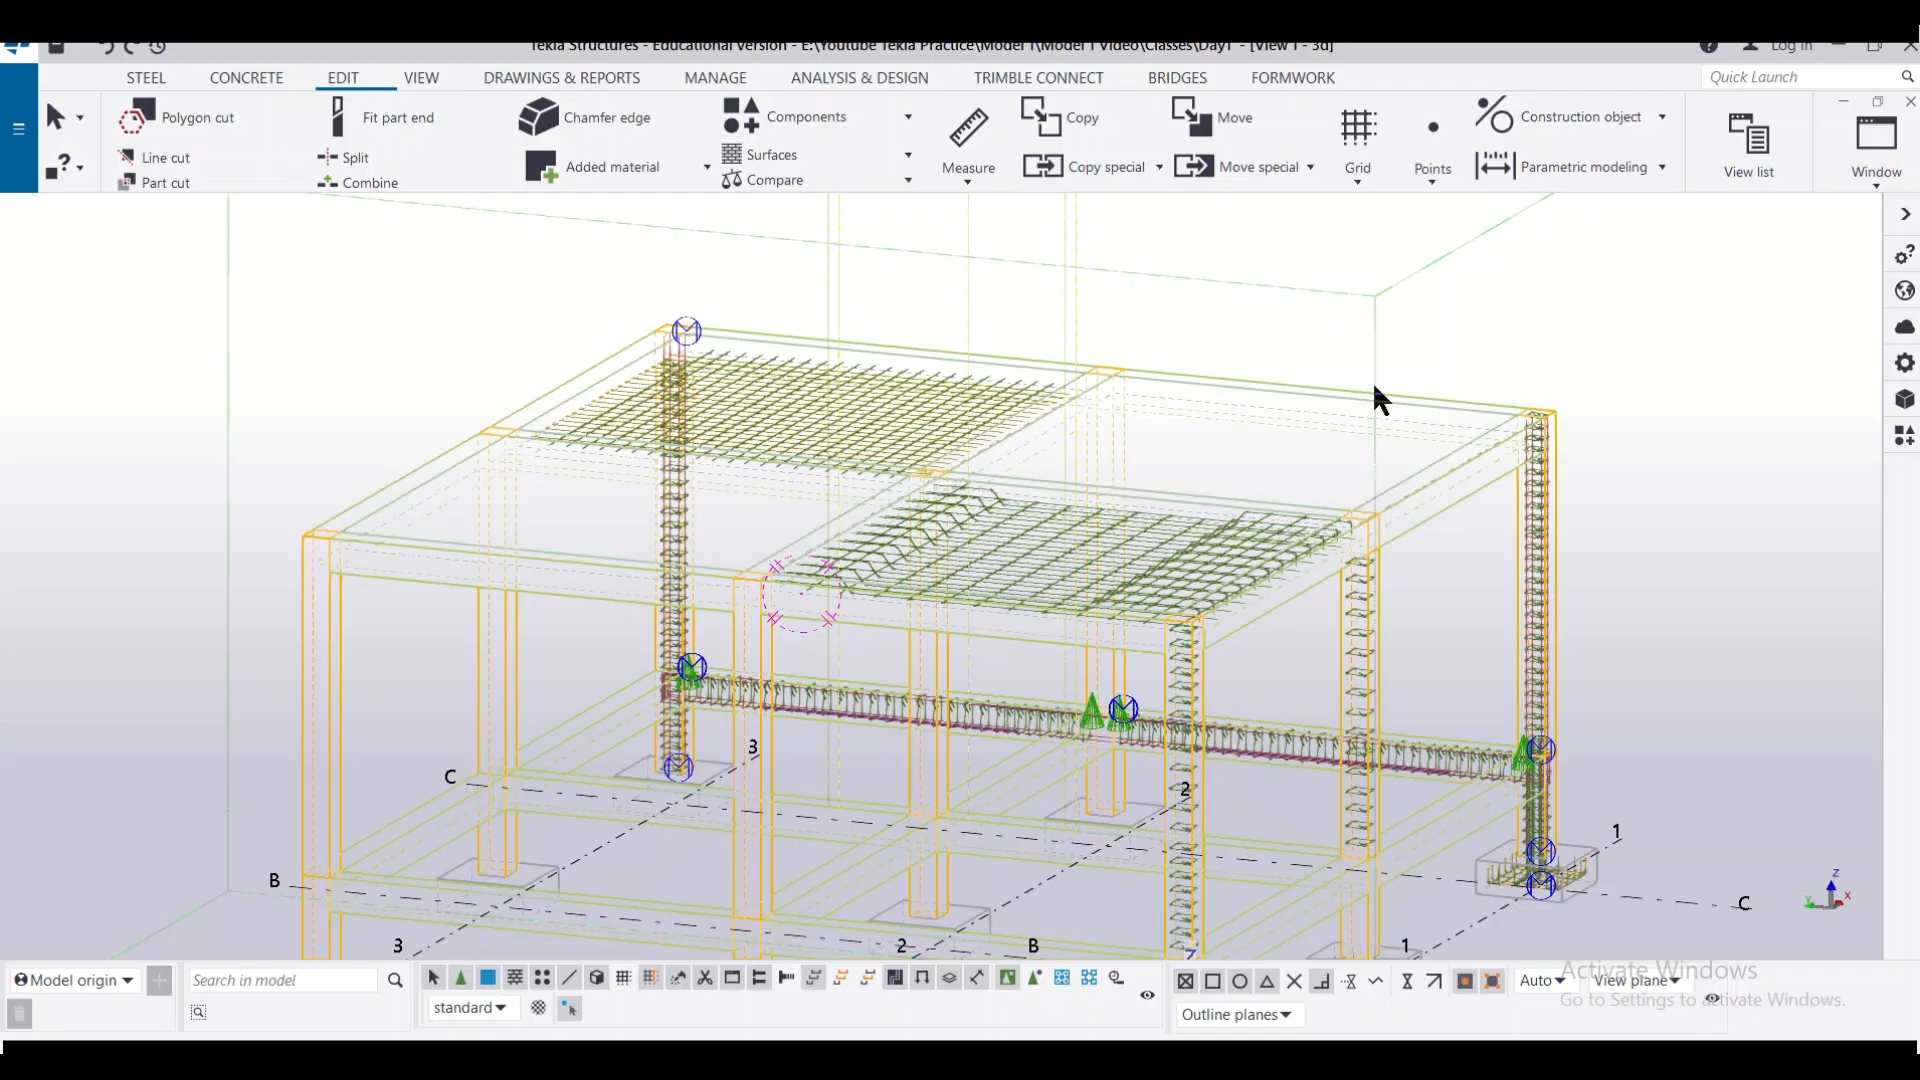 Tekla Structures - Educational Version - E:\Youtube Tekla Practice\Model 1\Model 1 Video\Classes\Day1 - [View 1 - 3d]
Log in
STEEL CONCRETE EDIT VIEW DRAWINGS & REPORTS MANAGE ANALYSIS & DESIGN TRIMBLE CONNECT BRIDGES FORMWORK
Quick Launch
Polygon cut
Line cut
Part cut
Fit part end
Split
Combine
Chamfer edge
Added material
Components
Surfaces
Compare
Measure
Copy
Copy special
Move
Move special
Grid
Points
Construction object
Parametric modeling
View list
Window
3
C
2
1
B
C
3
2
B
1
Z
Z
Y
X
Model origin
Search in model
standard
Auto
View plane
Outline planes
Activate Windows
Go to Settings to activate Windows.